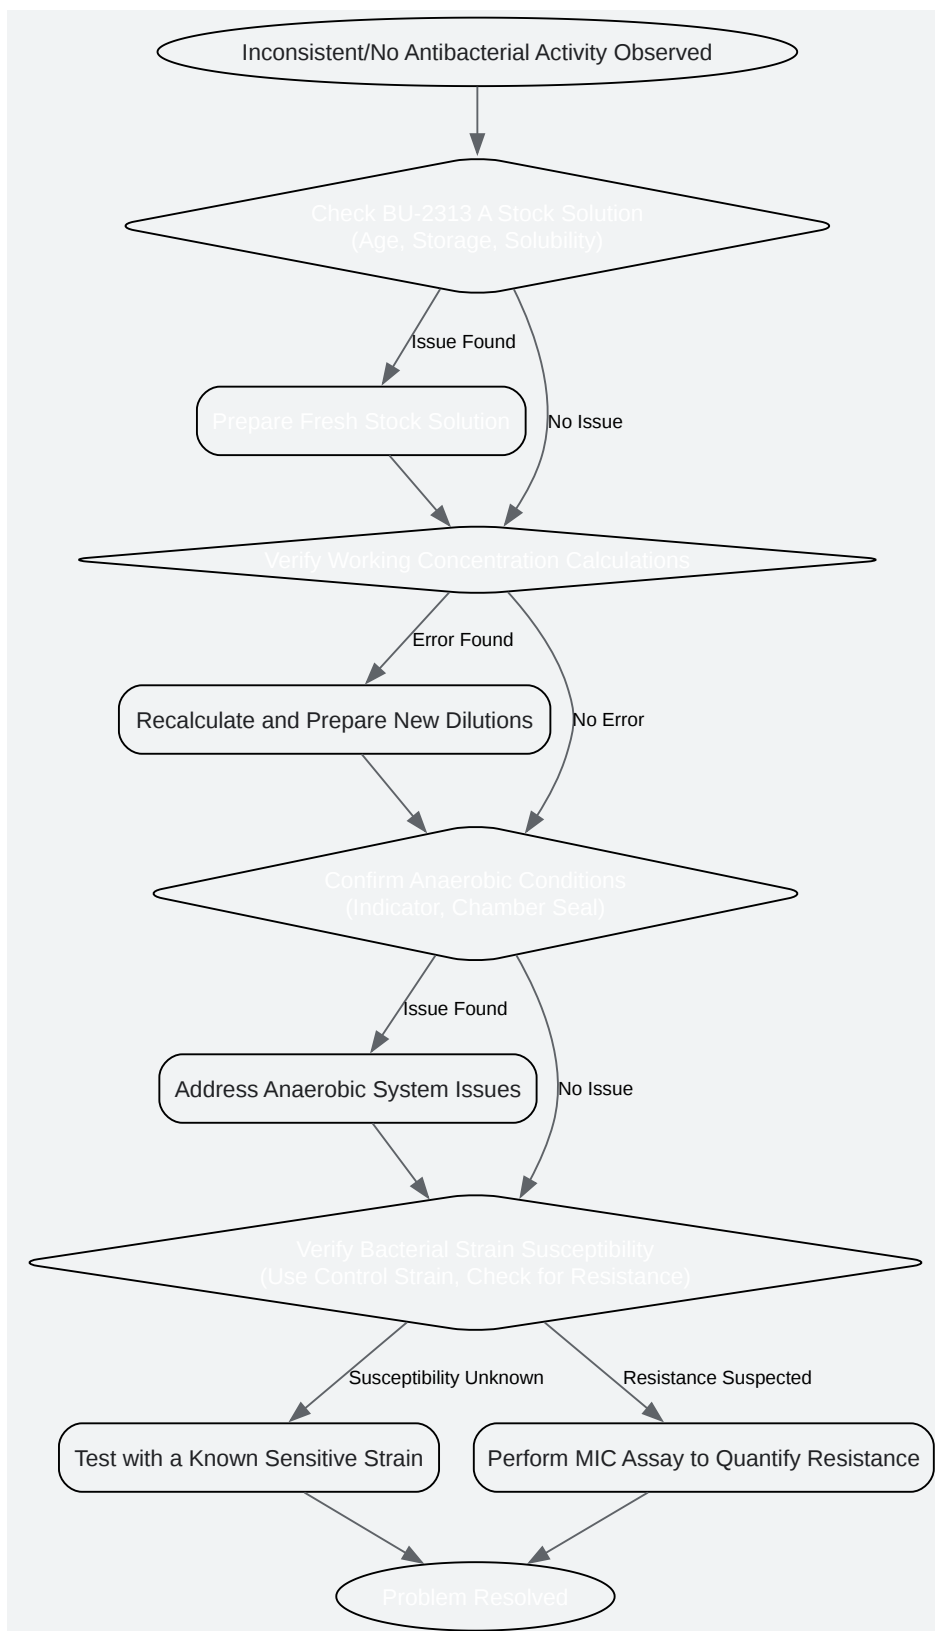 Inconsistent/No Antibacterial Activity Observed
Check BU-2313 A Stock Solution
(Age, Storage, Solubility)
Issue Found
Prepare Fresh Stock Solution
No Issue
Verify Working Concentration Calculations
Error Found
Recalculate and Prepare New Dilutions
No Error
Confirm Anaerobic Conditions
(Indicator, Chamber Seal)
Issue Found
Address Anaerobic System Issues
No Issue
Verify Bacterial Strain Susceptibility
(Use Control Strain, Check for Resistance)
Susceptibility Unknown
Resistance Suspected
Test with a Known Sensitive Strain
Perform MIC Assay to Quantify Resistance
Problem Resolved